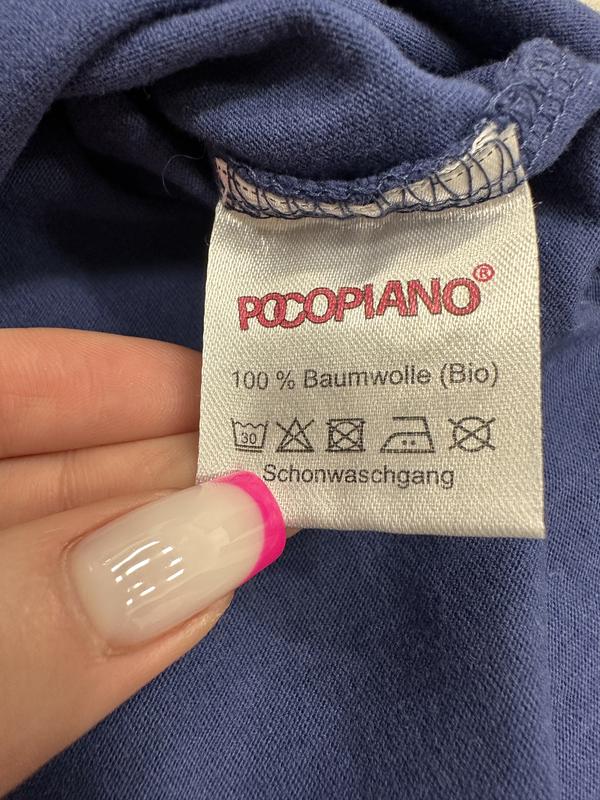 POCOPIANO®
100 % Baumwolle (Bio)
30
Schonwaschgang